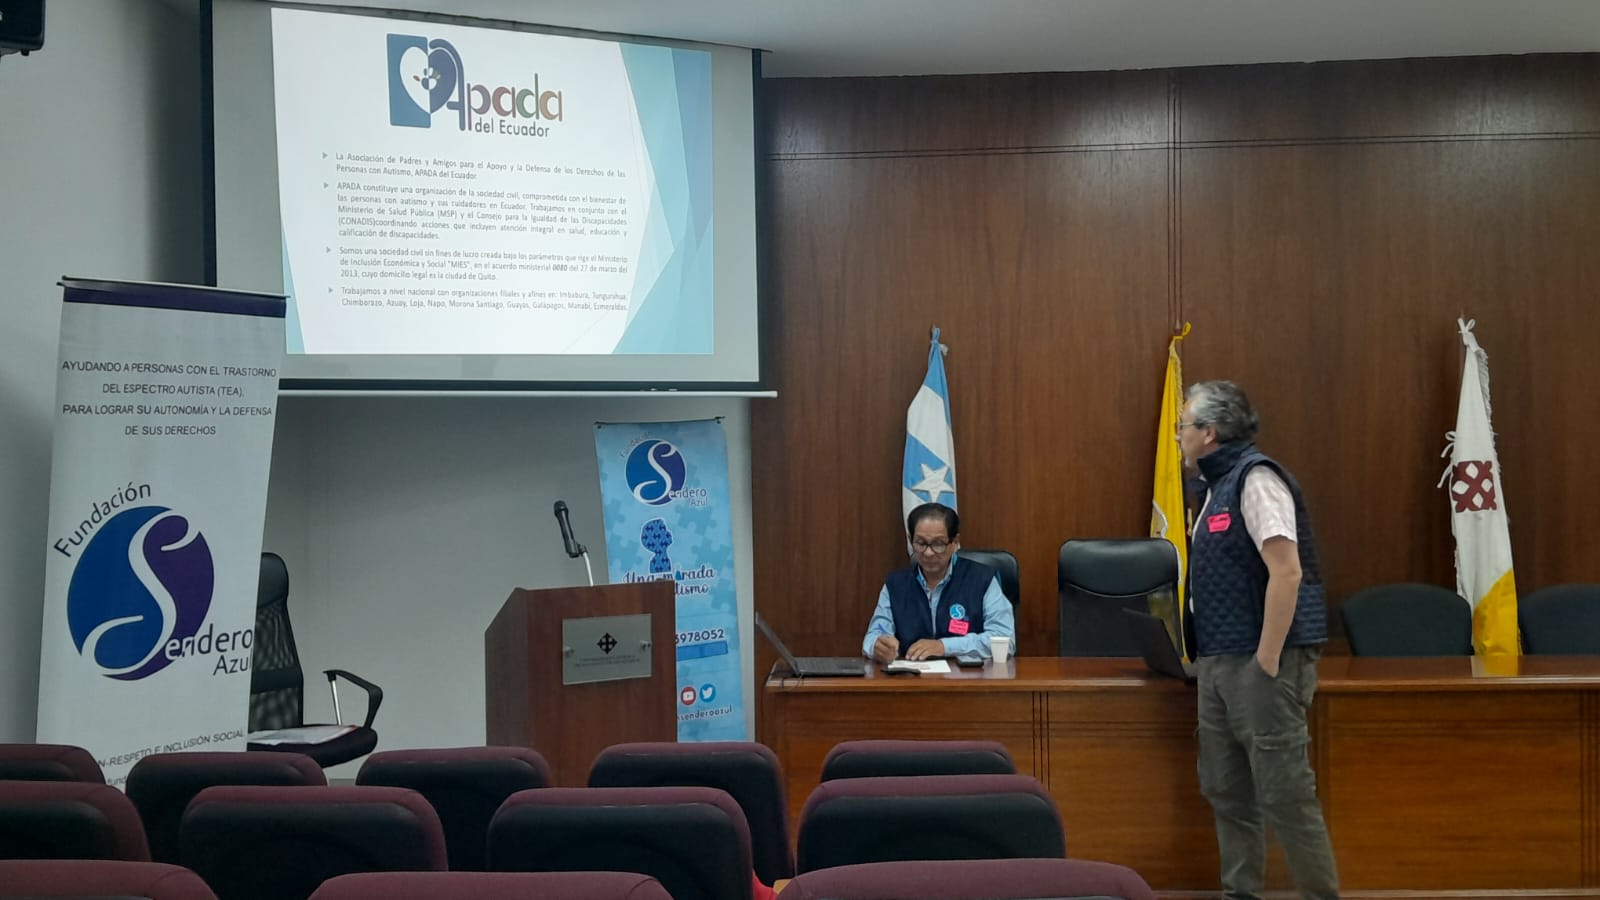 Apada
del Ecuador
La Asociación de Padres y Amigos para el Apoyo y la Defensa de los Derechos de las
Personas con Autismo, APADA del Ecuador.
APADA constituye una organización de la sociedad civil, comprometida con el bienestar de
las personas con autismo y sus cuidadores en Ecuador. Trabajamos en conjunto con el
Ministerio de Salud Pública (MSP) y el Consejo para la Igualdad de las Discapacidades
(CONADIS)coordinando acciones que incluyen atención integral en salud, educación y
calificación de discapacidades.
Somos una sociedad civil sin fines de lucro creada bajo los parámetros que rige el Ministerio
de Inclusión Económica y Social "MIES", en el acuerdo ministerial 0080 del 27 de marzo del
2013, cuyo domicilio legal es la ciudad de Quito.
Trabajamos a nivel nacional con organizaciones filiales y afines en: Imbabura, Tungurahua,
Chimborazo, Azuay, Loja, Napo, Morona Santiago, Guayas, Galápagos, Manabí, Esmeraldas
AYUDANDO A PERSONAS CON EL TRASTORNO
DEL ESPECTRO AUTISTA (TEA),
PARA LOGRAR SU AUTONOMÍA Y LA DEFENSA
DE SUS DERECHOS
Fundación
Sendero
Azul
N-RESPETO E INCLUSIÓN SOCIAL
Fundación
Sendero
Azul
Una mirada
978052
senderoazul